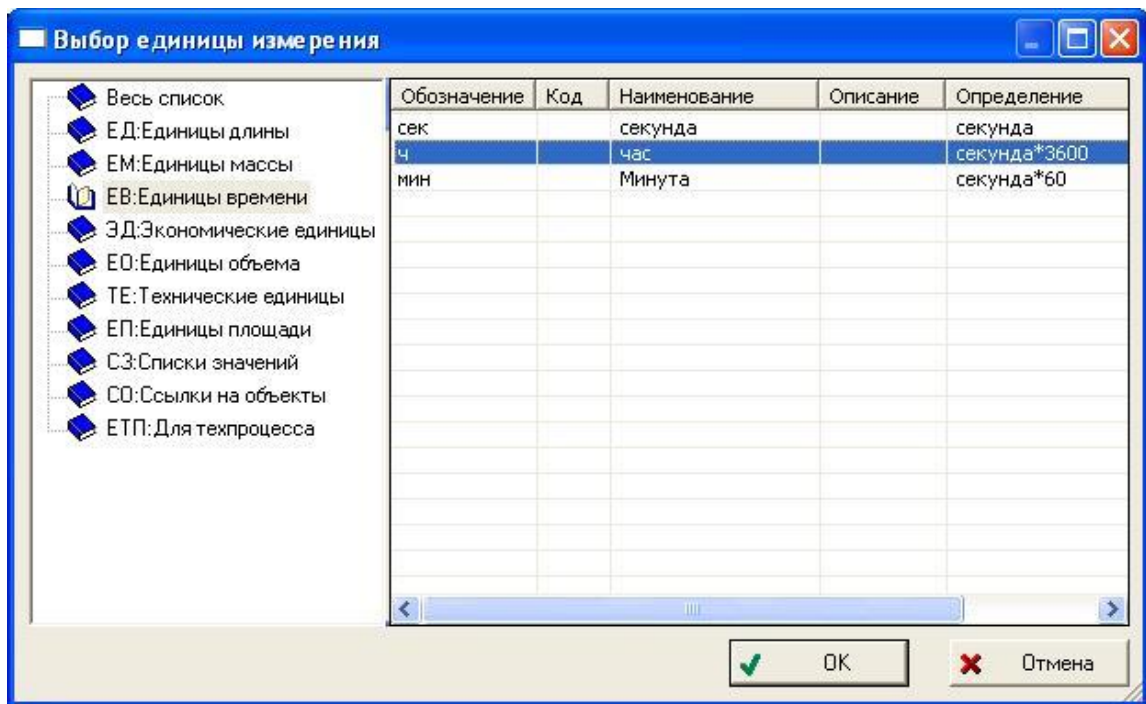 Выбор единицы измерения
Весь список
ЕД:Единицы длины
ЕМ:Единицы массы
ЕВ:Единицы времени
ЭД:Экономические единицы
ЕО:Единицы объема
ТЕ:Технические единицы
ЕП:Единицы площади
СЗ:Списки значений
СО:Ссылки на объекты
ЕТП:Для техпроцесса
Обозначение Код Наименование Описание Определение
сек секунда секунда
ч час секунда*3600
мин Минута секунда*60
OK Отмена